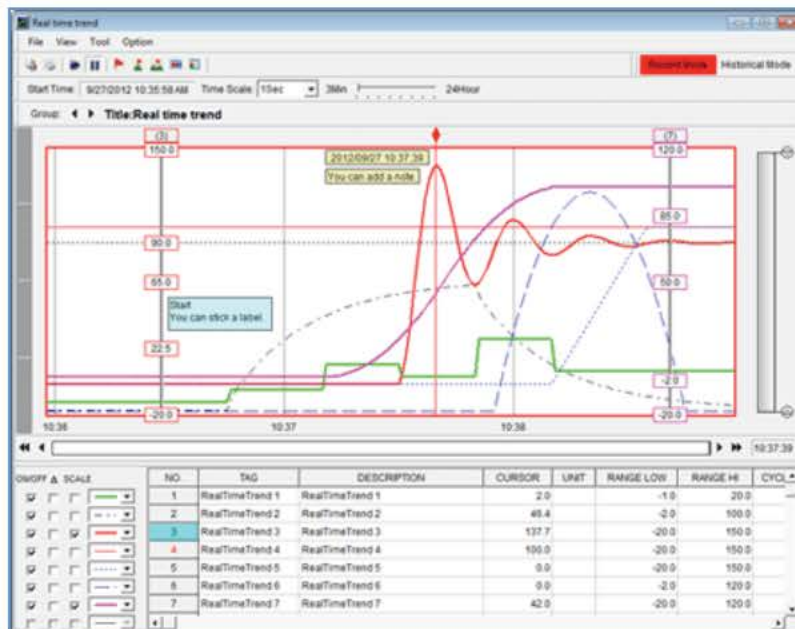 Real time trend
File View Tool Option
Record Mode Historical Mode
Start Time: 9/27/2012 10:35:58 AM Time Scale: 1Sec 3Min 24Hour
Group: Title:Real time trend
(3) (7)
150.0 2012/09/27 10:37:39 120.0
You can add a note.
85.0
90.0
65.0 50.0
Start
You can stick a label.
22.5
-2.0
-20.0 -20.0
10:36 10:37 10:38
10:37:39
ON/OFF Δ SCALE NO. TAG DESCRIPTION CURSOR UNIT RANGE LOW RANGE HI CYCL
1 RealTimeTrend 1 RealTimeTrend 1 2.0 -1.0 20.0
2 RealTimeTrend 2 RealTimeTrend 2 46.4 -2.0 100.0
3 RealTimeTrend 3 RealTimeTrend 3 137.7 -20.0 150.0
4 RealTimeTrend 4 RealTimeTrend 4 100.0 -20.0 150.0
5 RealTimeTrend 5 RealTimeTrend 5 0.0 -20.0 150.0
6 RealTimeTrend 6 RealTimeTrend 6 0.0 -2.0 120.0
7 RealTimeTrend 7 RealTimeTrend 7 42.0 -20.0 120.0